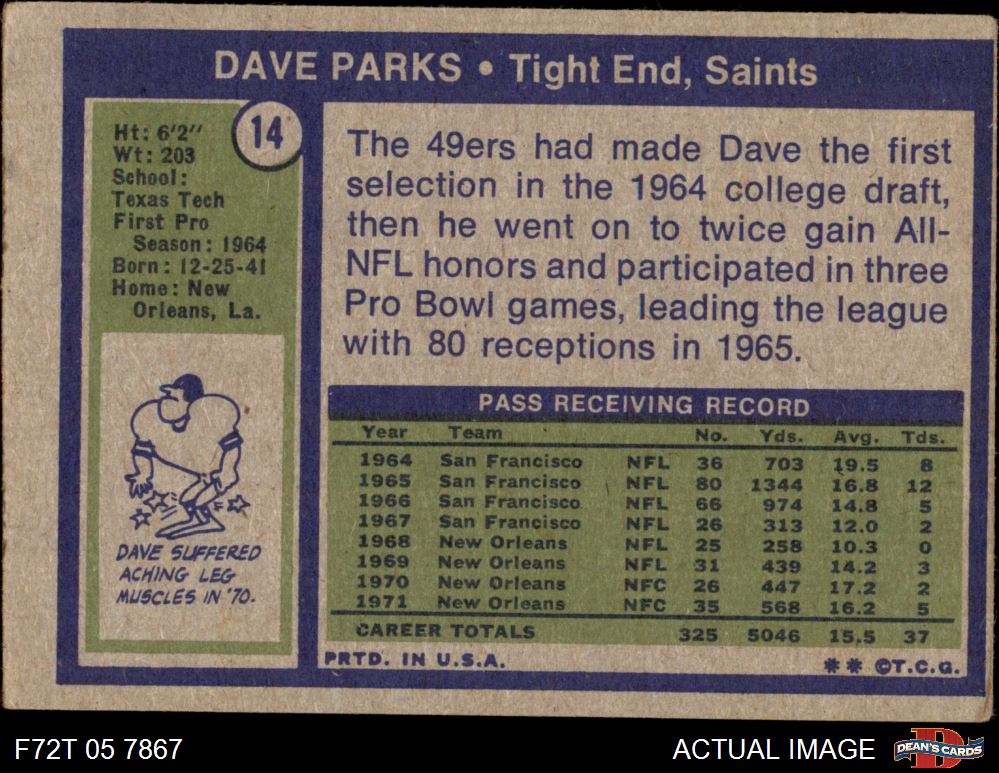 DAVE PARKS • Tight End, Saints
14
Ht: 6'2"
Wt: 203
School:
Texas Tech
First Pro
Season: 1964
Born: 12-25-41
Home: New
Orleans, La.
DAVE SUFFERED
ACHING LEG
MUSCLES IN '70.
The 49ers had made Dave the first
selection in the 1964 college draft,
then he went on to twice gain All-
NFL honors and participated in three
Pro Bowl games, leading the league
with 80 receptions in 1965.
PASS RECEIVING RECORD
Year Team No. Yds. Avg. Tds.
1964 San Francisco NFL 36 703 19.5 8
1965 San Francisco NFL 80 1344 16.8 12
1966 San Francisco NFL 66 974 14.8 5
1967 San Francisco NFL 26 313 12.0 2
1968 New Orleans NFL 25 258 10.3 0
1969 New Orleans NFL 31 439 14.2 3
1970 New Orleans NFC 26 447 17.2 2
1971 New Orleans NFC 35 568 16.2 5
CAREER TOTALS 325 5046 15.5 37
PRTD. IN U.S.A. ** ©T.C.G.
F72T 05 7867 ACTUAL IMAGE DEAN'S CARDS